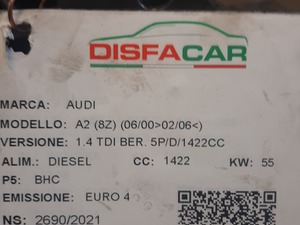 DISFACAR
MARCA: AUDI
MODELLO: A2 (8Z) (06/00>02/06<)
VERSIONE: 1.4 TDI BER. 5P/D/1422CC
ALIM.: DIESEL CC: 1422 KW: 55
P5: BHC
EMISSIONE: EURO 4
NS: 2690/2021